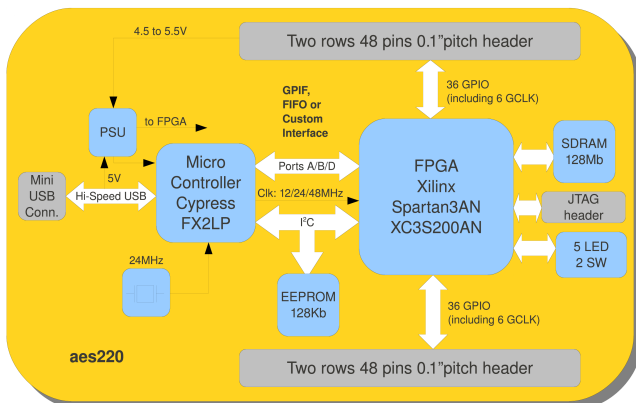 4.5 to 5.5V
Two rows 48 pins 0.1”pitch header
GPIF,
FIFO or
Custom
Interface
36 GPIO
(including 6 GCLK)
PSU
to FPGA
5V
Mini
USB
Conn.
Hi-Speed USB
Micro
Controller
Cypress
FX2LP
Ports A/B/D
Clk: 12/24/48MHz
I²C
FPGA
Xilinx
Spartan3AN
XC3S200AN
SDRAM
128Mb
JTAG
header
5 LED
2 SW
24MHz
EEPROM
128Kb
36 GPIO
(including 6 GCLK)
aes220
Two rows 48 pins 0.1”pitch header